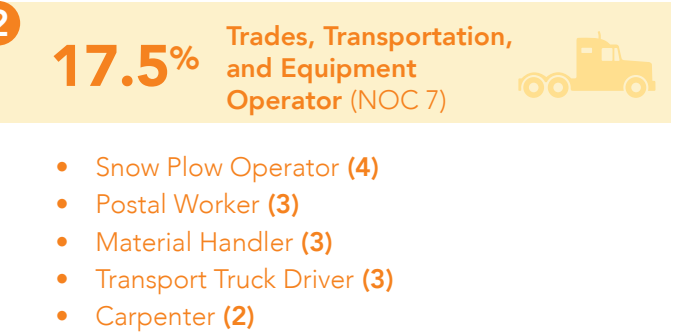 2
17.5%
Trades, Transportation,
and Equipment
Operator (NOC 7)
• Snow Plow Operator (4)
• Postal Worker (3)
• Material Handler (3)
• Transport Truck Driver (3)
• Carpenter (2)